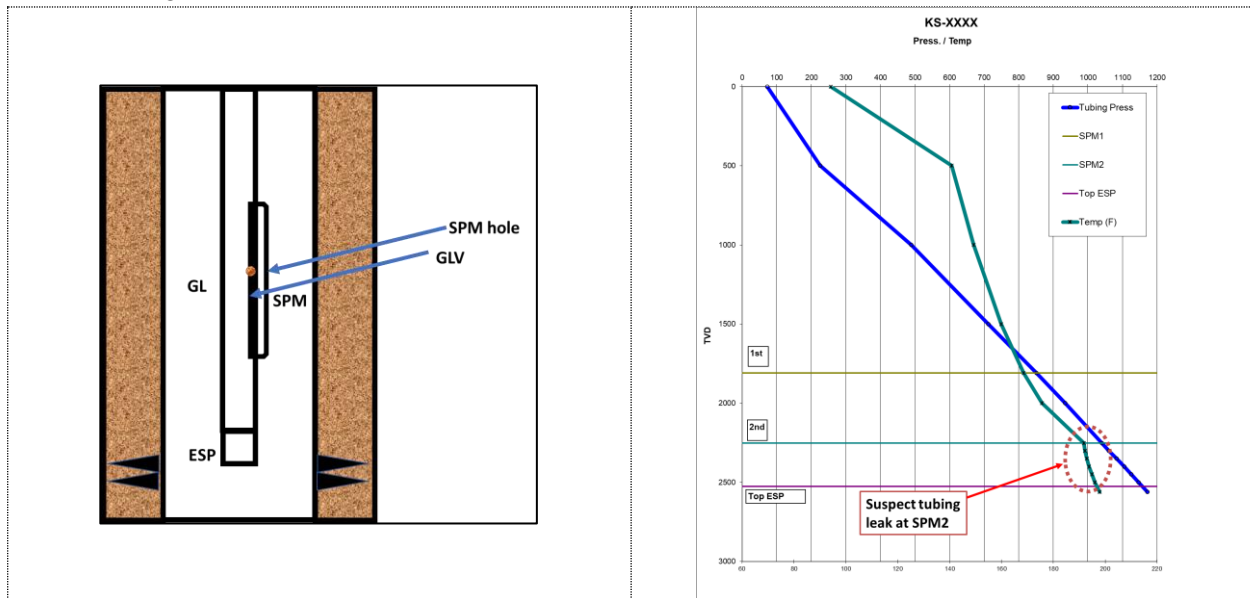 SPM hole
GLV
GL
SPM
ESP
KS-XXXX
Press. / Temp
0 100 200 300 400 500 600 700 800 900 1000 1100 1200
0
500
1000
1500
2000
2500
3000
TVD
Tubing Press
SPM1
SPM2
Top ESP
Temp (F)
1st
2nd
Top ESP
Suspect tubing
leak at SPM2
60 80 100 120 140 160 180 200 220